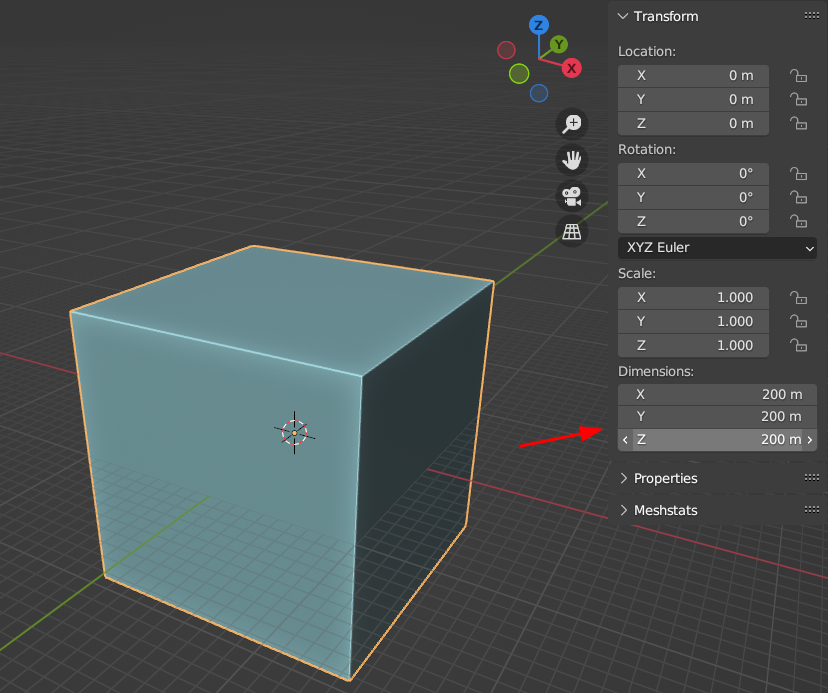 Transform
Z
Y
X
Location:
X 0 m
Y 0 m
Z 0 m
Rotation:
X 0°
Y 0°
Z 0°
XYZ Euler
Scale:
X 1.000
Y 1.000
Z 1.000
Dimensions:
X 200 m
Y 200 m
Z 200 m
Properties
Meshstats